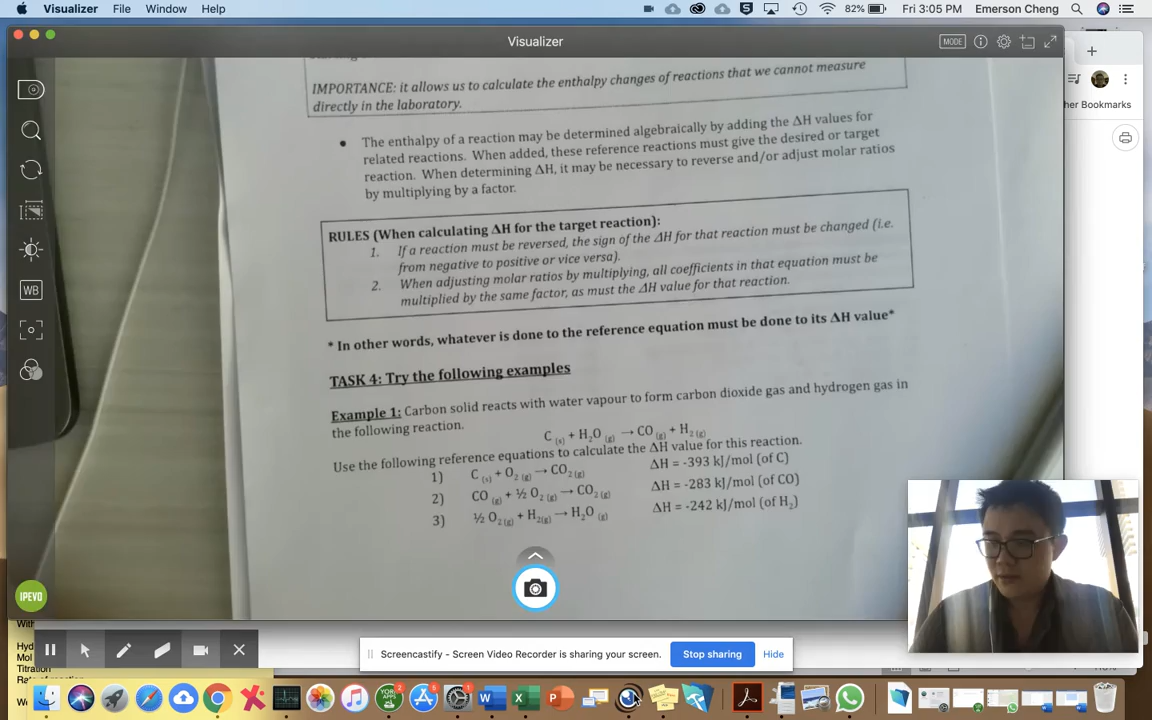 Visualizer File Window Help
82% Fri 3:05 PM Emerson Cheng
Visualizer
MODE
IMPORTANCE: it allows us to calculate the enthalpy changes of reactions that we cannot measure
directly in the laboratory.
her Bookmarks
• The enthalpy of a reaction may be determined algebraically by adding the ΔH values for
related reactions. When added, these reference reactions must give the desired or target
reaction. When determining ΔH, it may be necessary to reverse and/or adjust molar ratios
by multiplying by a factor.
RULES (When calculating ΔH for the target reaction):
1. If a reaction must be reversed, the sign of the ΔH for that reaction must be changed (i.e.
from negative to positive or vice versa).
2. When adjusting molar ratios by multiplying, all coefficients in that equation must be
multiplied by the same factor, as must the ΔH value for that reaction.
WB
* In other words, whatever is done to the reference equation must be done to its ΔH value*
TASK 4: Try the following examples
Example 1: Carbon solid reacts with water vapour to form carbon dioxide gas and hydrogen gas in
the following reaction.
C (s) + H₂O (g) → CO (g) + H₂ (g)
Use the following reference equations to calculate the ΔH value for this reaction.
1) C (s) + O₂ (g) → CO₂ (g) ΔH = -393 kJ/mol (of C)
2) CO (g) + ½ O₂ (g) → CO₂ (g) ΔH = -283 kJ/mol (of CO)
3) ½ O₂ (g) + H₂(g) → H₂O (g) ΔH = -242 kJ/mol (of H₂)
IPEVO
With
Hyd
Mol
Titration
Screencastify - Screen Video Recorder is sharing your screen. Stop sharing Hide